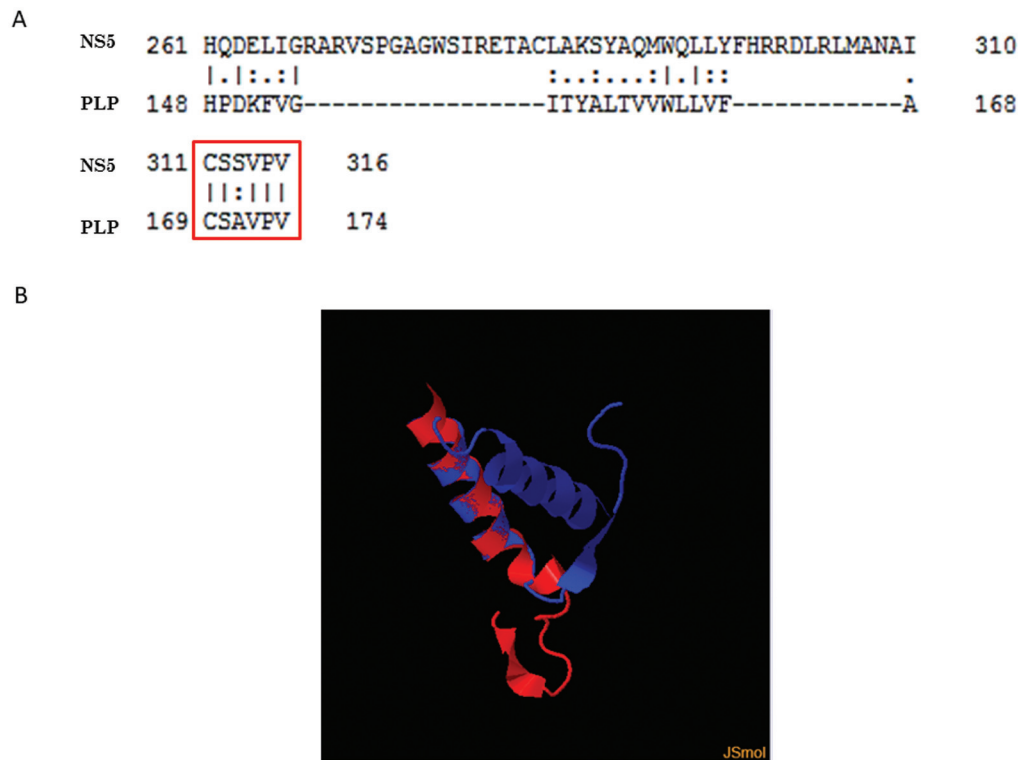 A
NS5 261 HQDELIGRARVSPGAGWSIRETACLAKSYAQMWQLLYFHRRDLRLMANAI 310
|.|:.:| :..:...:|.|:: .
PLP 148 HPDKFVG-----------------ITYALTVVWLLVF------------A 168
NS5 311 CSSVPV 316
||:|||
PLP 169 CSAVPV 174
B
JSmol